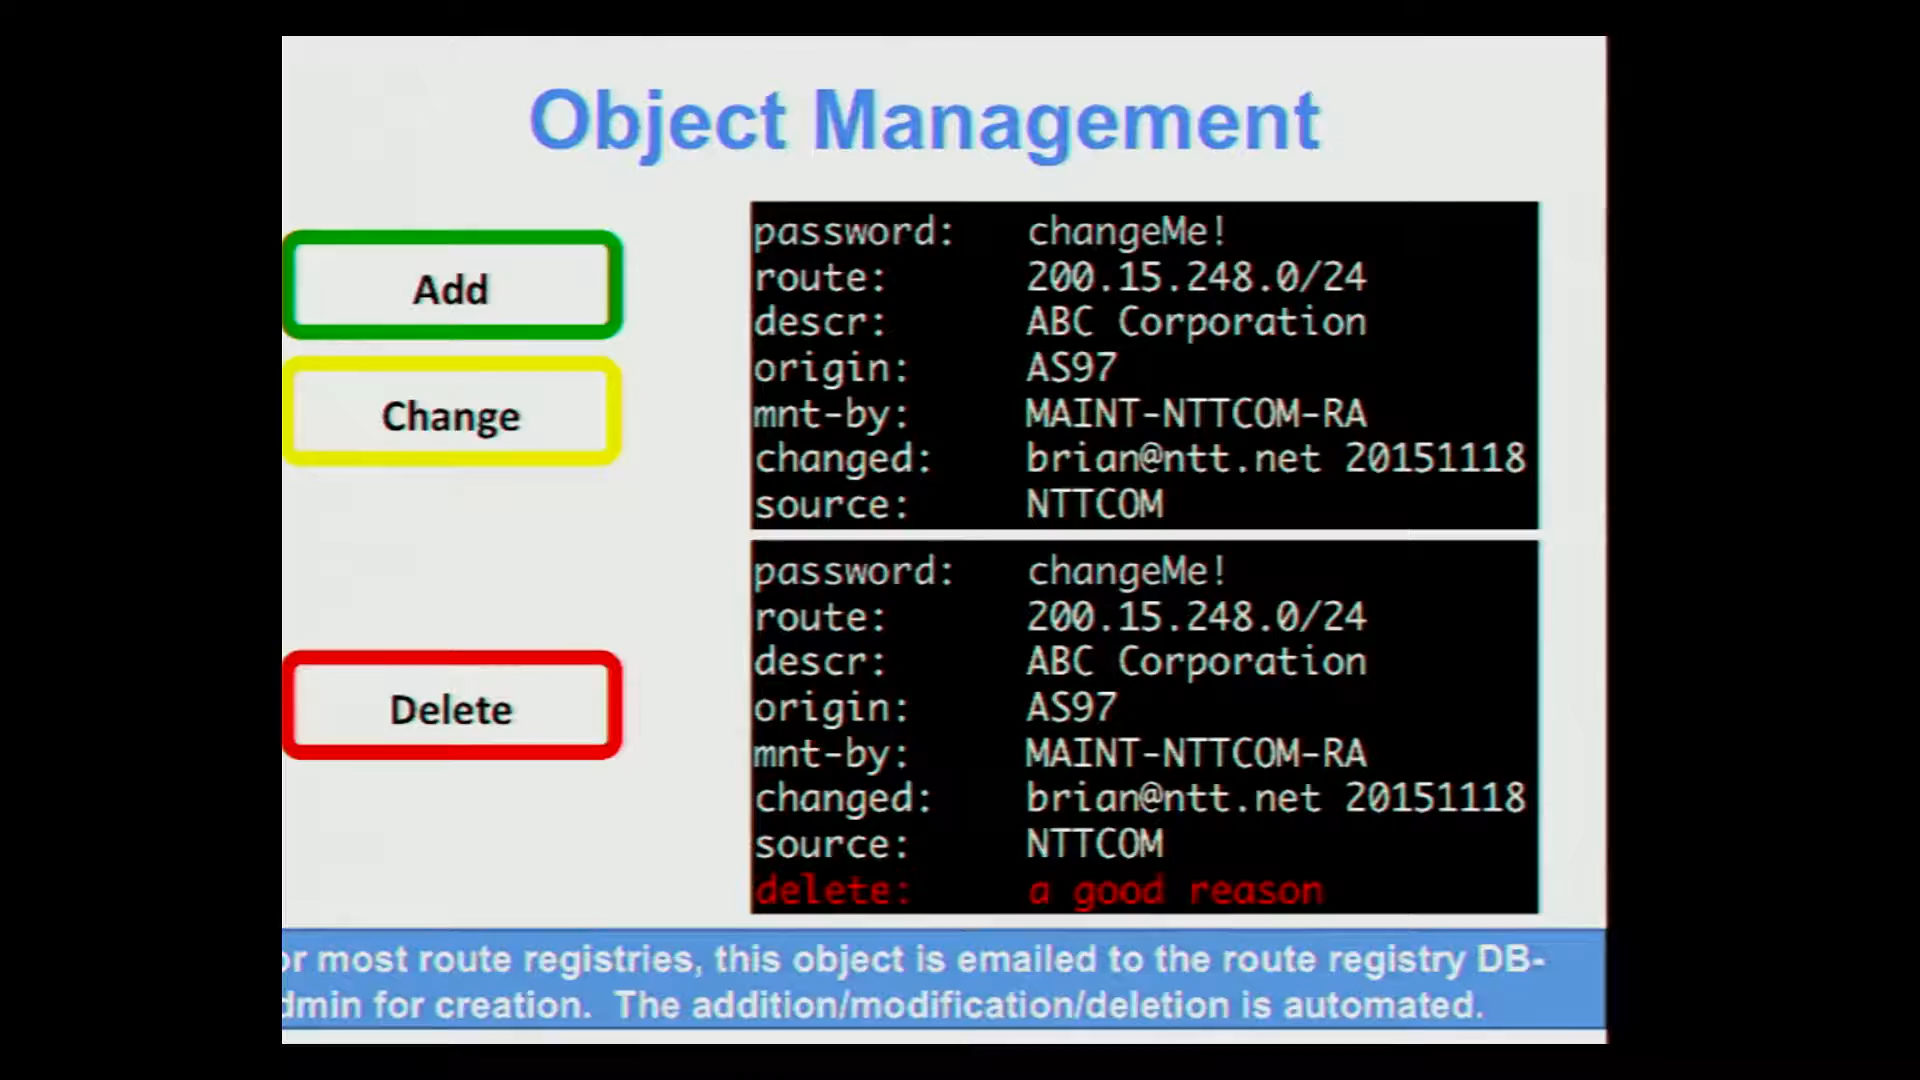 Object Management
Add
Change
password: changeMe!
route: 200.15.248.0/24
descr: ABC Corporation
origin: AS97
mnt-by: MAINT-NTTCOM-RA
changed: brian@ntt.net 20151118
source: NTTCOM
Delete
password: changeMe!
route: 200.15.248.0/24
descr: ABC Corporation
origin: AS97
mnt-by: MAINT-NTTCOM-RA
changed: brian@ntt.net 20151118
source: NTTCOM
delete: a good reason
or most route registries, this object is emailed to the route registry DB-
dmin for creation. The addition/modification/deletion is automated.